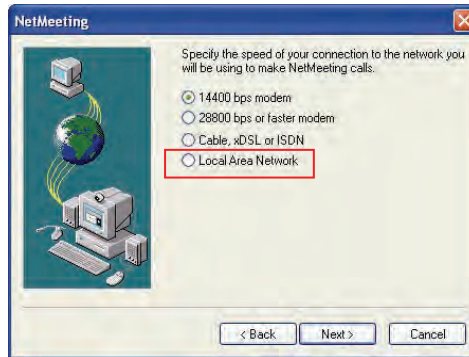 NetMeeting
Specify the speed of your connection to the network you
will be using to make NetMeeting calls.
14400 bps modem
28800 bps or faster modem
Cable, xDSL or ISDN
Local Area Network
< Back
Next >
Cancel